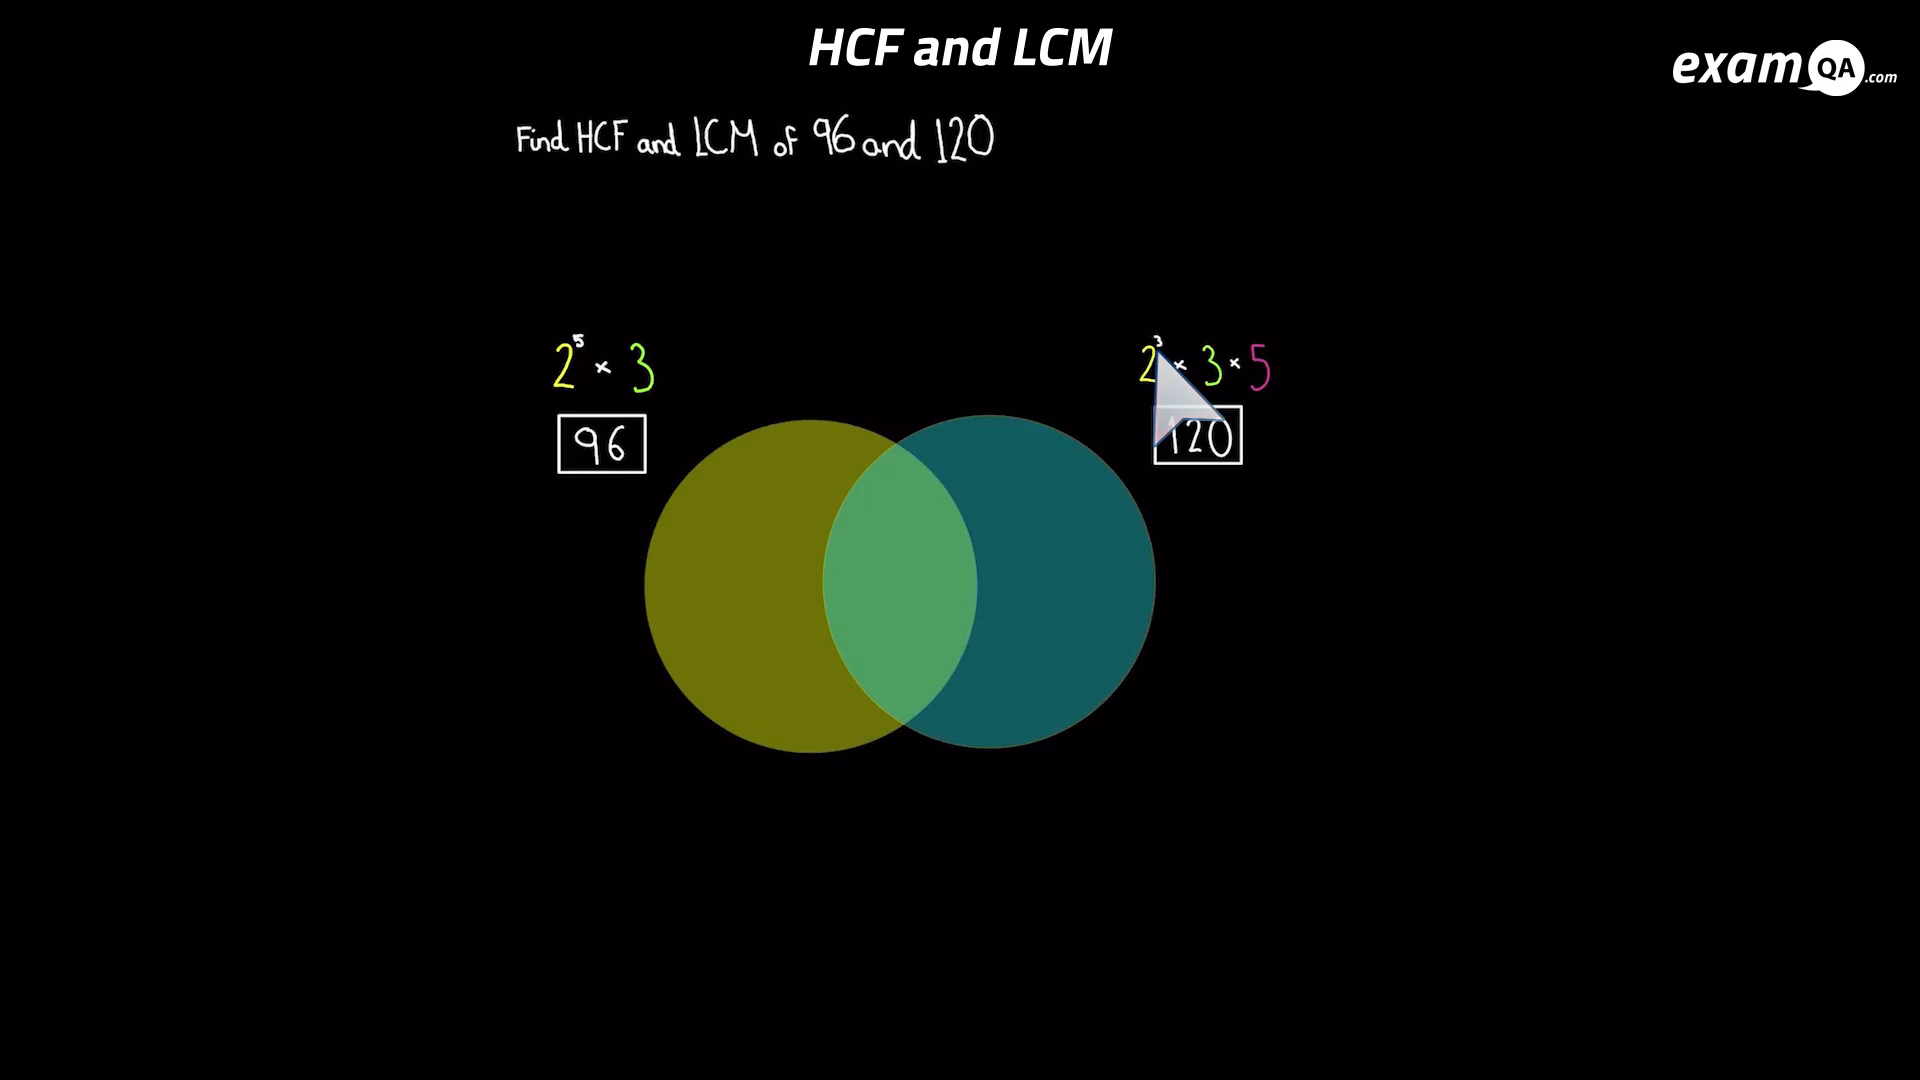 HCF and LCM
examQA.com
Find HCF and LCM of 96 and 120
2⁵ × 3
2³ × 3 × 5
96
120